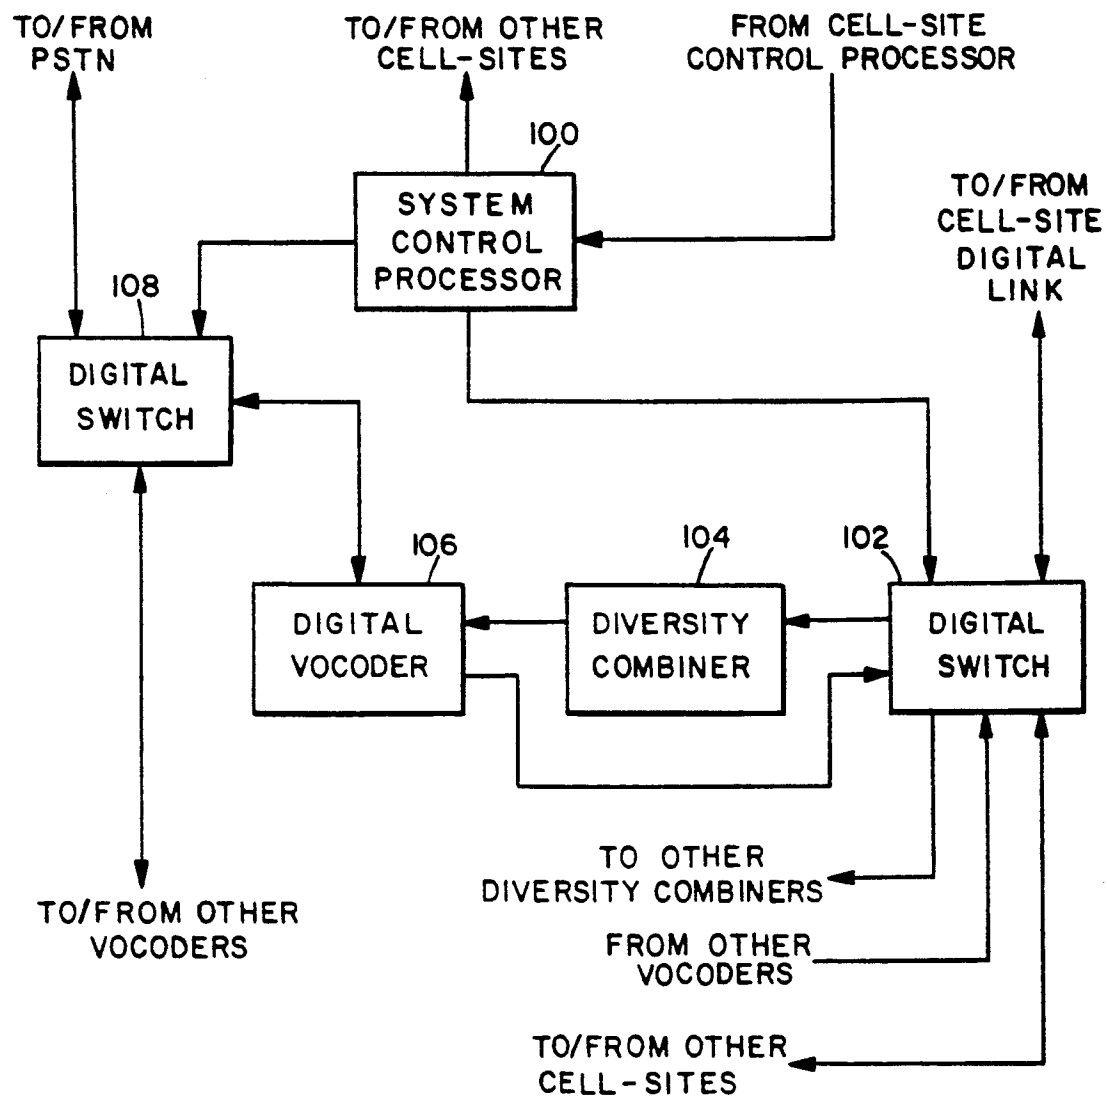 TO/FROM
PSTN
TO/FROM OTHER
CELL-SITES
FROM CELL-SITE
CONTROL PROCESSOR
100
SYSTEM
CONTROL
PROCESSOR
TO/FROM
CELL-SITE
DIGITAL
LINK
108
DIGITAL
SWITCH
106
DIGITAL
VOCODER
104
DIVERSITY
COMBINER
102
DIGITAL
SWITCH
TO OTHER
DIVERSITY COMBINERS
TO/FROM OTHER
VOCODERS
FROM OTHER
VOCODERS
TO/FROM OTHER
CELL-SITES